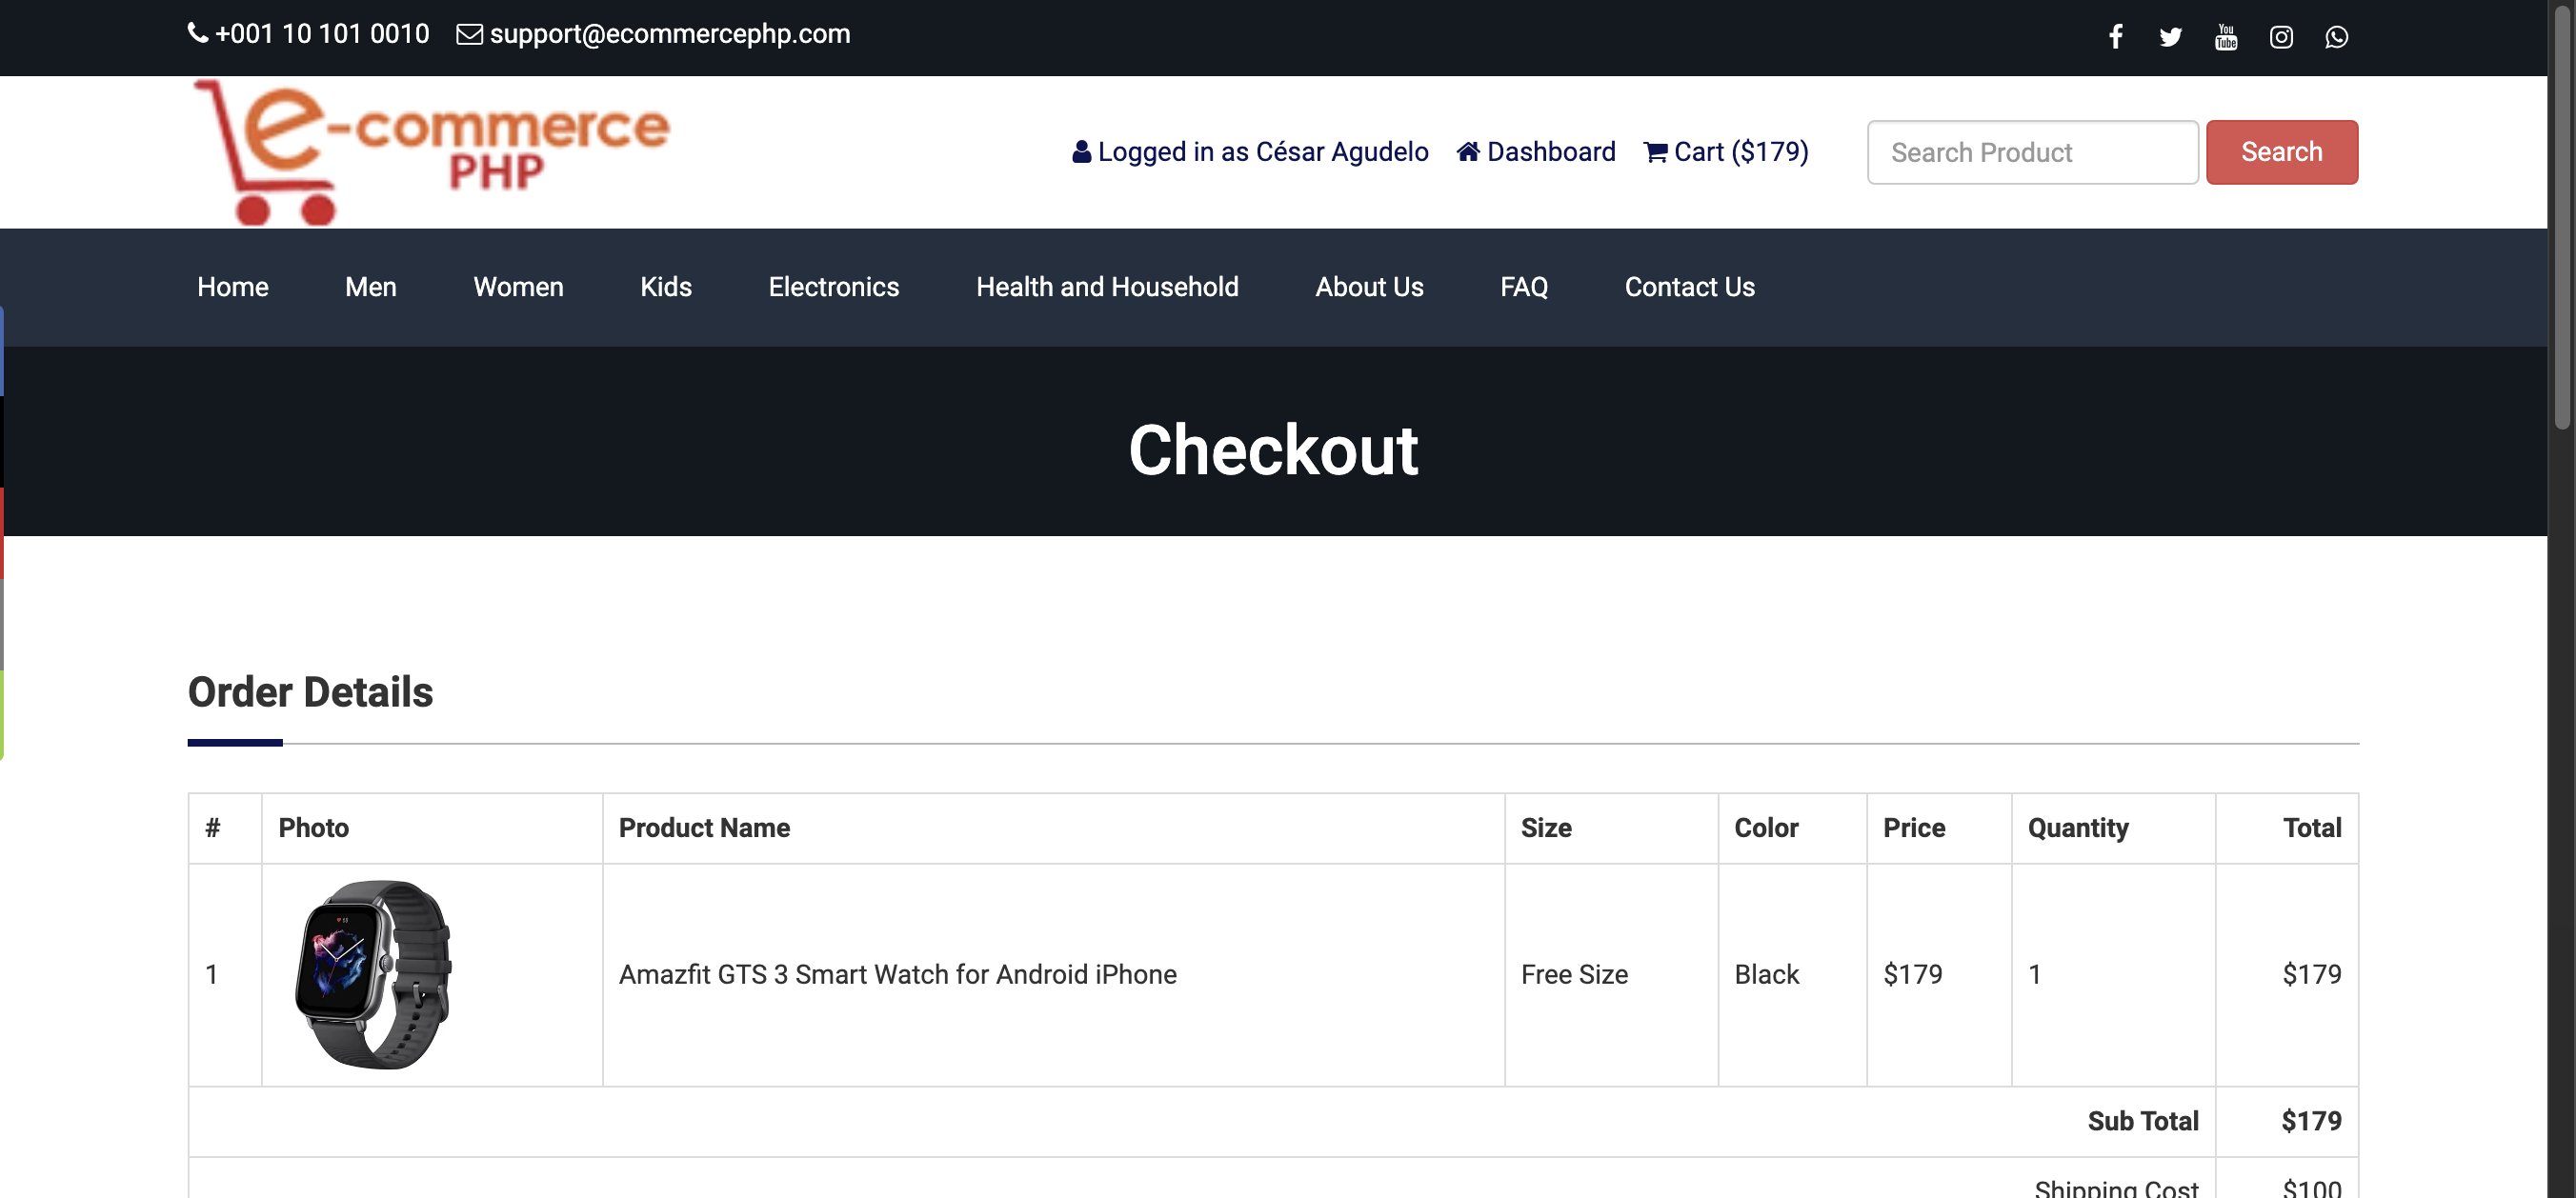 +001 10 101 0010 support@ecommercephp.com
You Tube
e-commerce
PHP
Logged in as César Agudelo Dashboard Cart ($179) Search Product Search
Home Men Women Kids Electronics Health and Household About Us FAQ Contact Us
Checkout
Order Details
# Photo Product Name Size Color Price Quantity Total
1 Amazfit GTS 3 Smart Watch for Android iPhone Free Size Black $179 1 $179
Sub Total $179
Shipping Cost $100